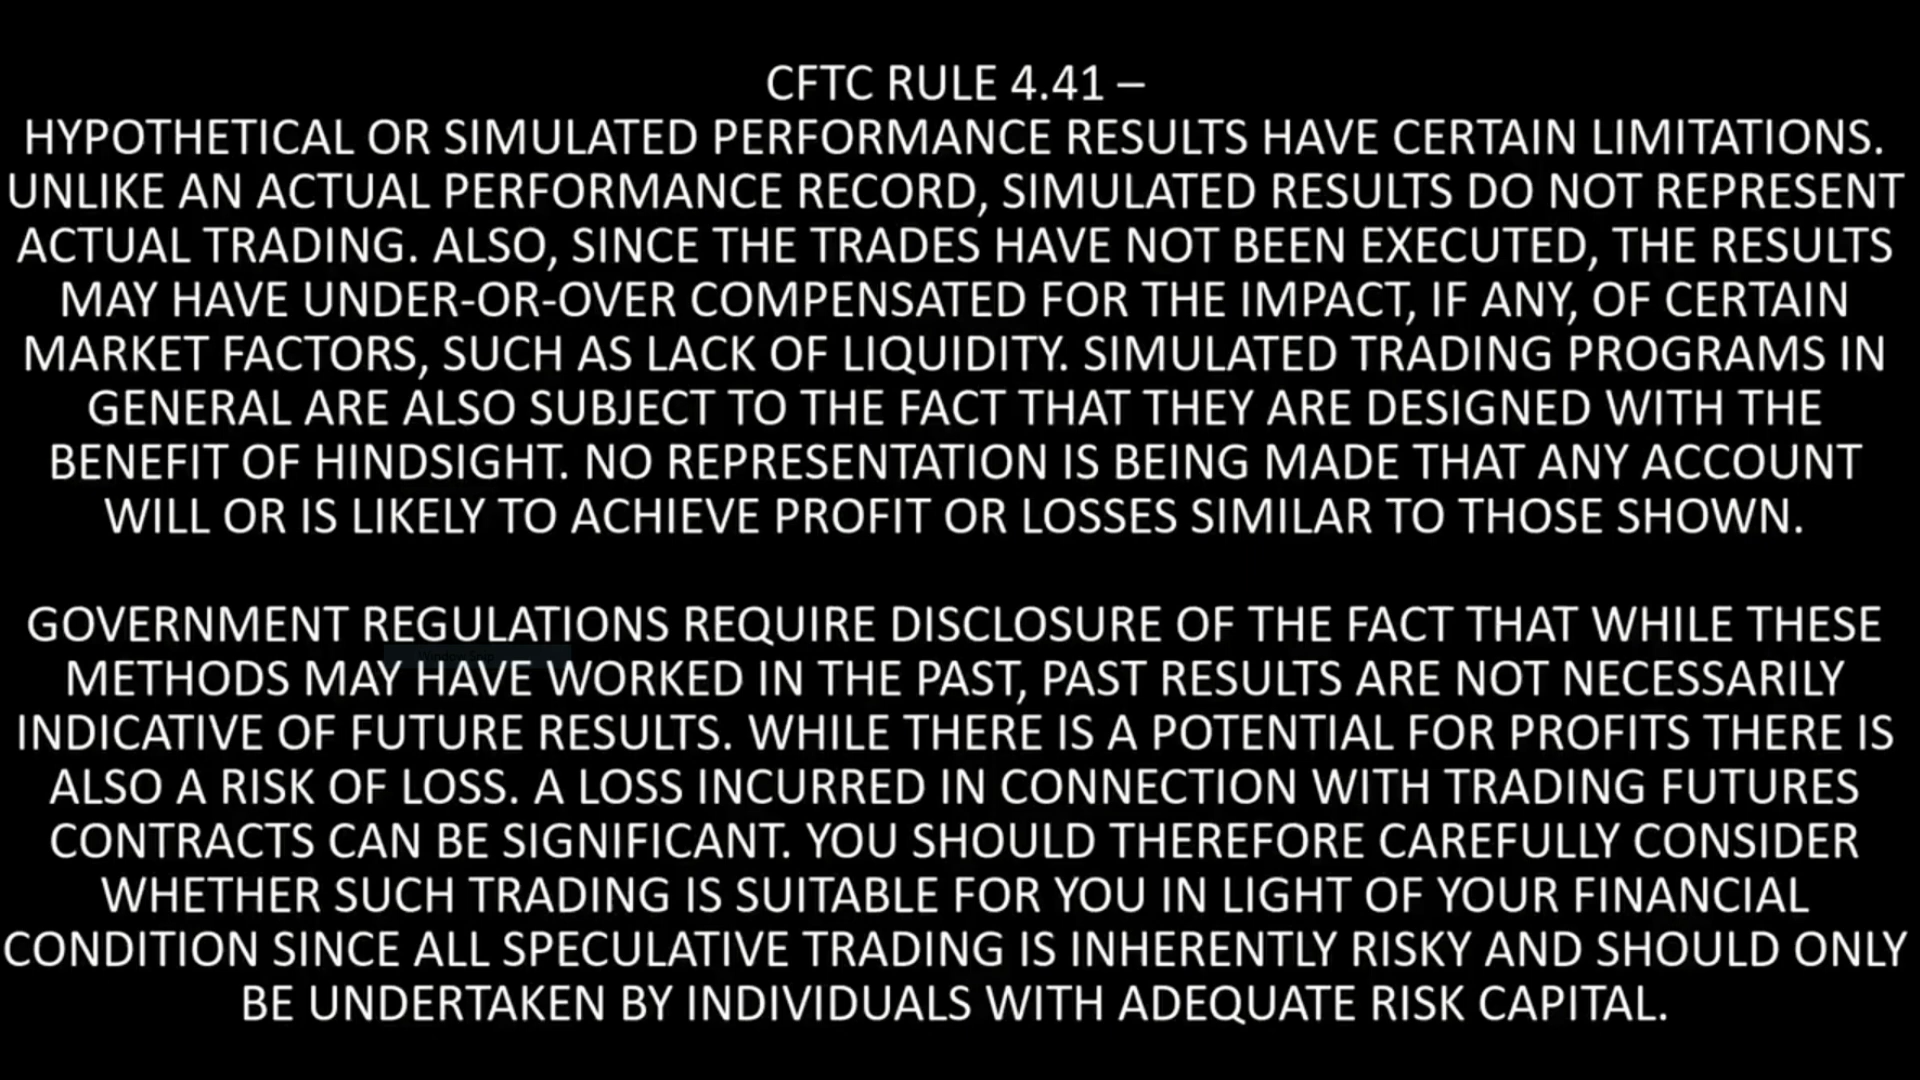 CFTC RULE 4.41 –
HYPOTHETICAL OR SIMULATED PERFORMANCE RESULTS HAVE CERTAIN LIMITATIONS.
UNLIKE AN ACTUAL PERFORMANCE RECORD, SIMULATED RESULTS DO NOT REPRESENT
ACTUAL TRADING. ALSO, SINCE THE TRADES HAVE NOT BEEN EXECUTED, THE RESULTS
MAY HAVE UNDER-OR-OVER COMPENSATED FOR THE IMPACT, IF ANY, OF CERTAIN
MARKET FACTORS, SUCH AS LACK OF LIQUIDITY. SIMULATED TRADING PROGRAMS IN
GENERAL ARE ALSO SUBJECT TO THE FACT THAT THEY ARE DESIGNED WITH THE
BENEFIT OF HINDSIGHT. NO REPRESENTATION IS BEING MADE THAT ANY ACCOUNT
WILL OR IS LIKELY TO ACHIEVE PROFIT OR LOSSES SIMILAR TO THOSE SHOWN.
GOVERNMENT REGULATIONS REQUIRE DISCLOSURE OF THE FACT THAT WHILE THESE
METHODS MAY HAVE WORKED IN THE PAST, PAST RESULTS ARE NOT NECESSARILY
INDICATIVE OF FUTURE RESULTS. WHILE THERE IS A POTENTIAL FOR PROFITS THERE IS
ALSO A RISK OF LOSS. A LOSS INCURRED IN CONNECTION WITH TRADING FUTURES
CONTRACTS CAN BE SIGNIFICANT. YOU SHOULD THEREFORE CAREFULLY CONSIDER
WHETHER SUCH TRADING IS SUITABLE FOR YOU IN LIGHT OF YOUR FINANCIAL
CONDITION SINCE ALL SPECULATIVE TRADING IS INHERENTLY RISKY AND SHOULD ONLY
BE UNDERTAKEN BY INDIVIDUALS WITH ADEQUATE RISK CAPITAL.